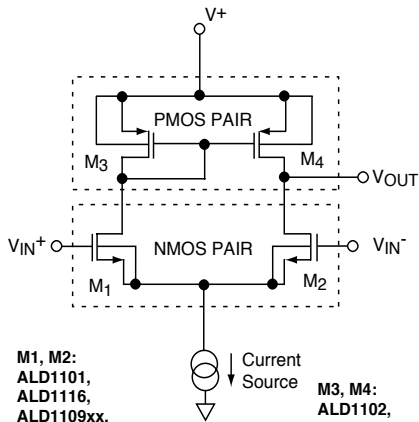 V+
PMOS PAIR
M3
M4
VOUT
VIN+
NMOS PAIR
VIN-
M1
M2
M1, M2:
ALD1101,
ALD1116,
ALD1109xx.
Current
Source
M3, M4:
ALD1102,